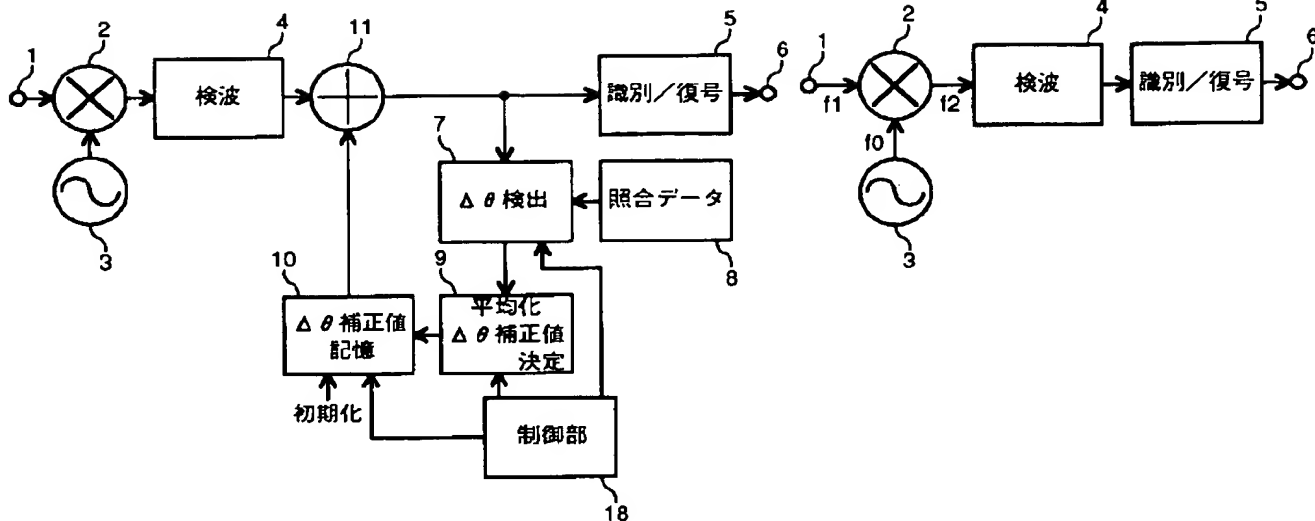 1
2
4
11
5
6
検波
識別／復号
3
7
Δθ検出
照合データ
8
10
9
Δθ補正値
記憶
平均化
Δθ補正値
決定
初期化
制御部
18
1
2
4
5
6
f1
f2
検波
識別／復号
f0
3